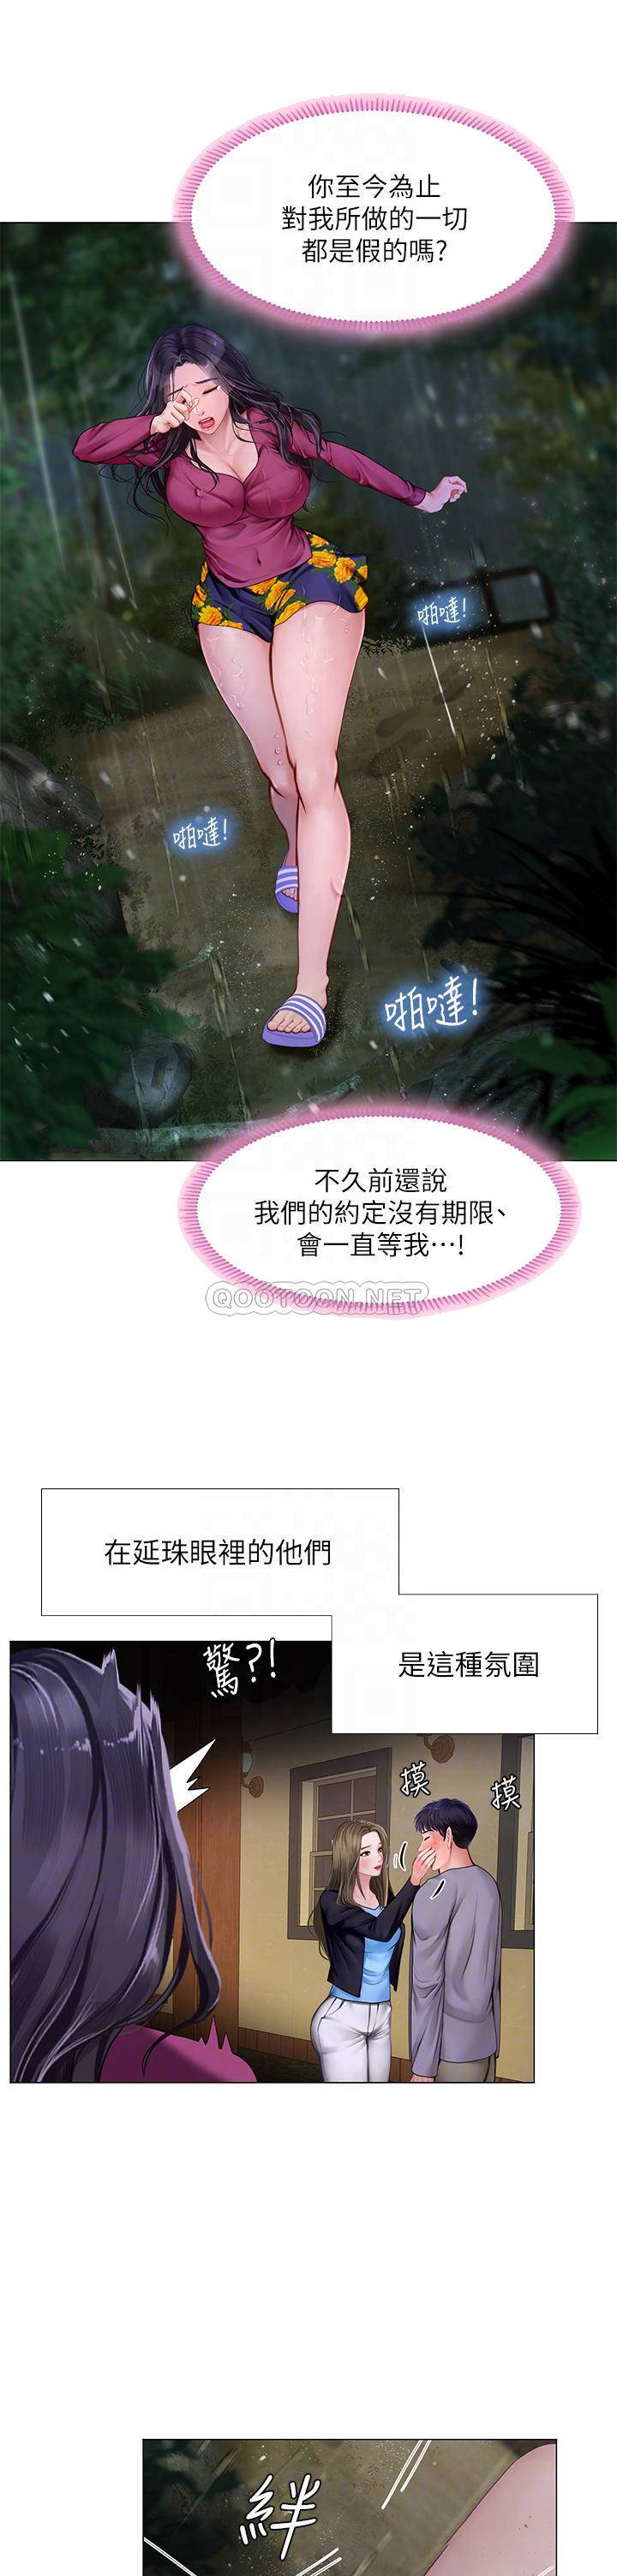 你至今為止
對我所做的一切
都是假的嗎?
啪噠!
啪噠!
啪噠!
不久前還說
我們的約定沒有期限、
會一直等我…!
QOOTOON.NET
在延珠眼裡的他們
是這種氛圍
驚?!
摸
摸
絆